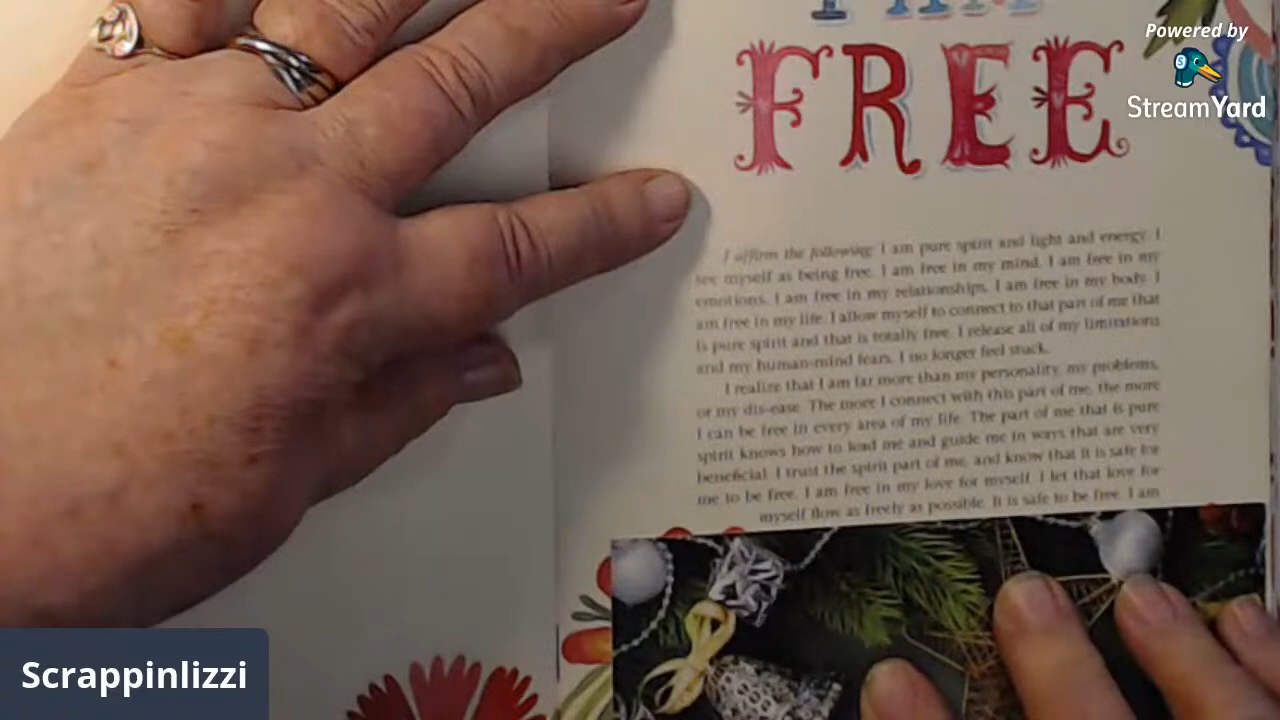 I AM
FREE
Powered by
StreamYard
I affirm the following: I am pure spirit and light and energy. I
see myself as being free. I am free in my mind. I am free in my
emotions. I am free in my relationships. I am free in my body. I
am free in my life. I allow myself to connect to that part of me that
is pure spirit and that is totally free. I release all of my limitations
and my human-mind fears. I no longer feel stuck.
I realize that I am far more than my personality, my problems,
or my dis-ease. The more I connect with this part of me, the more
I can be free in every area of my life. The part of me that is pure
spirit knows how to lead me and guide me in ways that are very
beneficial. I trust the spirit part of me, and know that it is safe for
me to be free. I am free in my love for myself. I let that love for
myself flow as freely as possible. It is safe to be free. I am
Scrappinlizzi